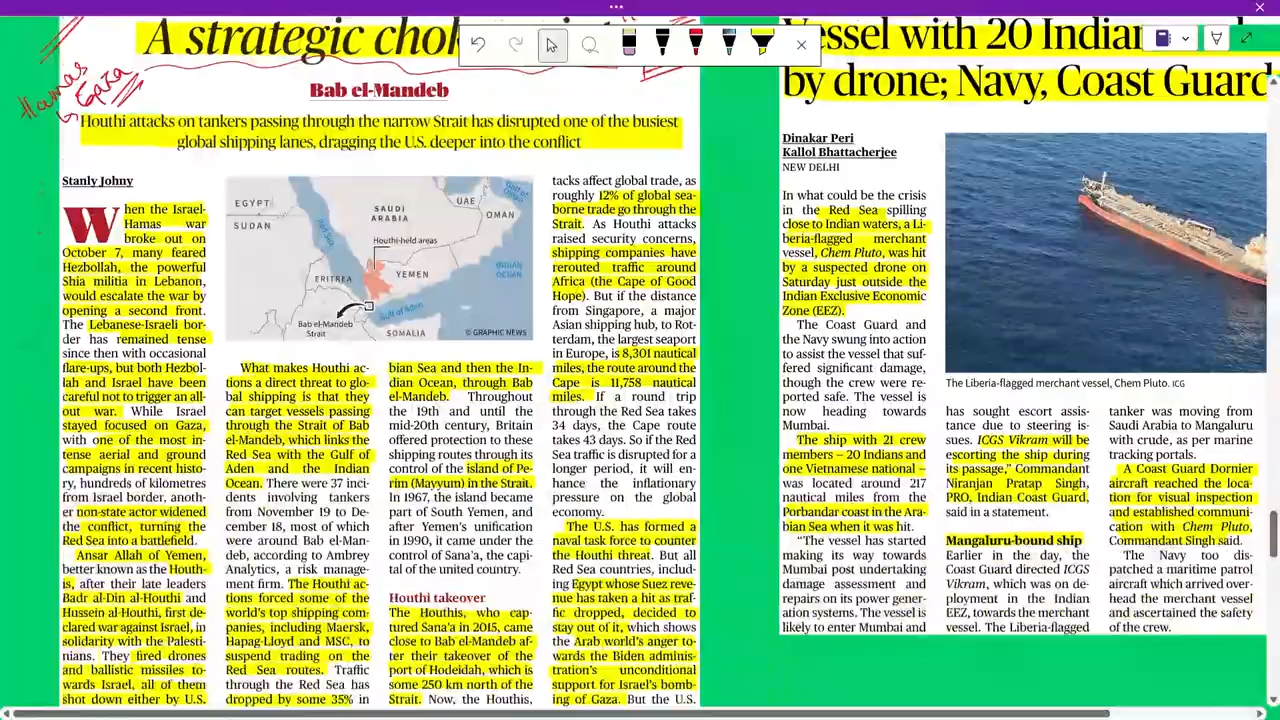 A strategic chok
Hamas
Gaza
Bab el-Mandeb
Houthi attacks on tankers passing through the narrow Strait has disrupted one of the busiest
global shipping lanes, dragging the U.S. deeper into the conflict
Stanly Johny
When the Israel-
Hamas war
broke out on
October 7, many feared
Hezbollah, the powerful
Shia militia in Lebanon,
would escalate the war by
opening a second front.
The Lebanese-Israeli bor-
der has remained tense
since then with occasional
flare-ups, but both Hezbol-
lah and Israel have been
careful not to trigger an all-
out war. While Israel
stayed focused on Gaza,
with one of the most in-
tense aerial and ground
campaigns in recent histo-
ry, hundreds of kilometres
from Israel border, anoth-
er non-state actor widened
the conflict, turning the
Red Sea into a battlefield.
Ansar Allah of Yemen,
better known as the Houth-
is, after their late leaders
Badr al-Din al-Houthi and
Hussein al-Houthi, first de-
clared war against Israel, in
solidarity with the Palesti-
nians. They fired drones
and ballistic missiles to-
wards Israel, all of them
shot down either by U.S.
EGYPT
SUDAN
SAUDI
ARABIA
UAE
OMAN
Gulf of
Oman
Red Sea
Houthi-held areas
ERITREA
YEMEN
INDIAN
OCEAN
Gulf of Aden
Bab el-Mandeb
Strait
SOMALIA
© GRAPHIC NEWS
What makes Houthi ac-
tions a direct threat to glo-
bal shipping is that they
can target vessels passing
through the Strait of Bab
el-Mandeb, which links the
Red Sea with the Gulf of
Aden and the Indian
Ocean. There were 37 inci-
dents involving tankers
from November 19 to De-
cember 18, most of which
were around Bab el-Man-
deb, according to Ambrey
Analytics, a risk manage-
ment firm. The Houthi ac-
tions forced some of the
world's top shipping com-
panies, including Maersk,
Hapag-Lloyd and MSC, to
suspend trading on the
Red Sea routes. Traffic
through the Red Sea has
dropped by some 35% in
bian Sea and then the In-
dian Ocean, through Bab
el-Mandeb. Throughout
the 19th and until the
mid-20th century, Britain
offered protection to these
shipping routes through its
control of the island of Pe-
rim (Mayyum) in the Strait.
In 1967, the island became
part of South Yemen, and
after Yemen's unification
in 1990, it came under the
control of Sana'a, the capi-
tal of the united country.
Houthi takeover
The Houthis, who cap-
tured Sana'a in 2015, came
close to Bab el-Mandeb af-
ter their takeover of the
port of Hodeidah, which is
some 250 km north of the
Strait. Now, the Houthis,
tacks affect global trade, as
roughly 12% of global sea-
borne trade go through the
Strait. As Houthi attacks
raised security concerns,
shipping companies have
rerouted traffic around
Africa (the Cape of Good
Hope). But if the distance
from Singapore, a major
Asian shipping hub, to Rot-
terdam, the largest seaport
in Europe, is 8,301 nautical
miles, the route around the
Cape is 11,758 nautical
miles. If a round trip
through the Red Sea takes
34 days, the Cape route
takes 43 days. So if the Red
Sea traffic is disrupted for a
longer period, it will en-
hance the inflationary
pressure on the global
economy.
The U.S. has formed a
naval task force to counter
the Houthi threat. But all
Red Sea countries, includ-
ing Egypt whose Suez reve-
nue has taken a hit as traf-
fic dropped, decided to
stay out of it, which shows
the Arab world's anger to-
wards the Biden adminis-
tration's unconditional
support for Israel's bomb-
ing of Gaza. But the U.S.
Vessel with 20 Indian
by drone; Navy, Coast Guard
Dinakar Peri
Kallol Bhattacherjee
NEW DELHI
In what could be the crisis
in the Red Sea spilling
close to Indian waters, a Li-
beria-flagged merchant
vessel, Chem Pluto, was hit
by a suspected drone on
Saturday just outside the
Indian Exclusive Economic
Zone (EEZ).
The Coast Guard and
the Navy swung into action
to assist the vessel that suf-
fered significant damage,
though the crew were re-
ported safe. The vessel is
now heading towards
Mumbai.
The ship with 21 crew
members – 20 Indians and
one Vietnamese national –
was located around 217
nautical miles from the
Porbandar coast in the Ara-
bian Sea when it was hit.
"The vessel has started
making its way towards
Mumbai post undertaking
damage assessment and
repairs on its power gener-
ation systems. The vessel is
likely to enter Mumbai and
The Liberia-flagged merchant vessel, Chem Pluto. ICG
has sought escort assis-
tance due to steering is-
sues. ICGS Vikram will be
escorting the ship during
its passage," Commandant
Niranjan Pratap Singh,
PRO, Indian Coast Guard,
said in a statement.
Mangaluru-bound ship
Earlier in the day, the
Coast Guard directed ICGS
Vikram, which was on de-
ployment in the Indian
EEZ, towards the merchant
vessel. The Liberia-flagged
tanker was moving from
Saudi Arabia to Mangaluru
with crude, as per marine
tracking portals.
A Coast Guard Dornier
aircraft reached the loca-
tion for visual inspection
and established communi-
cation with Chem Pluto,
Commandant Singh said.
The Navy too dis-
patched a maritime patrol
aircraft which arrived over-
head the merchant vessel
and ascertained the safety
of the crew.